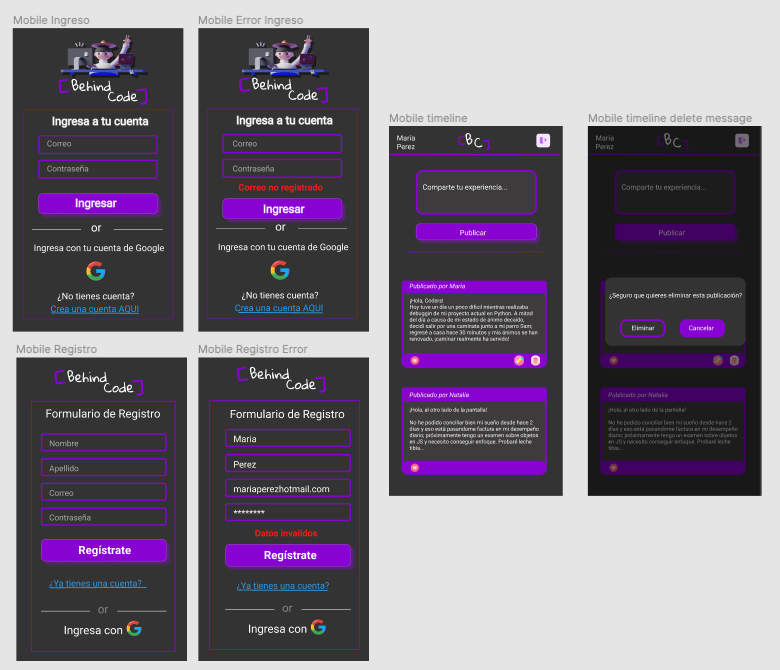 Mobile Ingreso
Behind
Code
Ingresa a tu cuenta
Correo
Contraseña
Ingresar
or
Ingresa con tu cuenta de Google
¿No tienes cuenta?
Crea una cuenta AQUI
Mobile Error Ingreso
Behind
Code
Ingresa a tu cuenta
Correo
Contraseña
Correo no registrado
Ingresar
or
Ingresa con tu cuenta de Google
¿No tienes cuenta?
Crea una cuenta AQUI
Mobile timeline
Maria
Perez
BC
Comparte tu experiencia...
Publicar
Publicado por Maria
¡Hola, Coders!
Hoy tuve un día un poco difícil mientras realizaba
debuggin de mi proyecto actual en Python. A mitad
del día a causa de mi estado de animo decaido,
decidí salir por una caminata junto a mi perro Sam;
regresé a casa hace 30 minutos y mis ánimos se han
renovado, ¡caminar realmente ha servido!
Publicado por Natalia
¡Hola, al otro lado de la pantalla!
No he podido conciliar bien mi sueño desde hace 2
días y eso está pasandome factura en mi desempeño
diario; próximamente tengo un examen sobre objetos
en JS y necesito conseguir enfoque. Probaré leche
tibia...
Mobile timeline delete message
Maria
Perez
BC
Comparte tu experiencia...
Publicar
¿Seguro que quieres eliminar esta publicación?
Eliminar
Cancelar
Publicado por Natalia
¡Hola, al otro lado de la pantalla!
No he podido conciliar bien mi sueño desde hace 2
días y eso está pasandome factura en mi desempeño
diario; próximamente tengo un examen sobre objetos
en JS y necesito conseguir enfoque. Probaré leche
tibia...
Mobile Registro
Behind
Code
Formulario de Registro
Nombre
Apellido
Correo
Contraseña
Regístrate
¿Ya tienes una cuenta?
or
Ingresa con
Mobile Registro Error
Behind
Code
Formulario de Registro
Maria
Perez
mariaperezhotmail.com
********
Datos invalidos
Regístrate
¿Ya tienes una cuenta?
or
Ingresa con